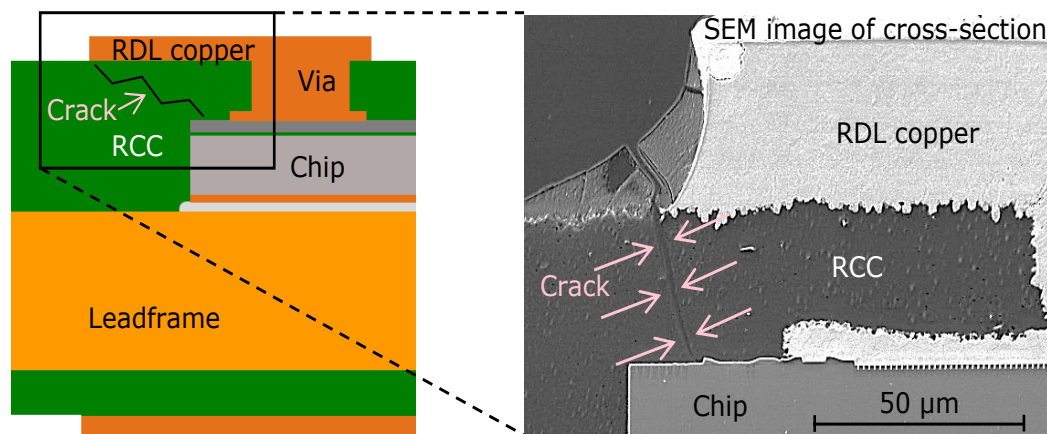 RDL copper
Via
Crack
RCC
Chip
Leadframe
SEM image of cross-section
RDL copper
RCC
Crack
Chip
50 µm